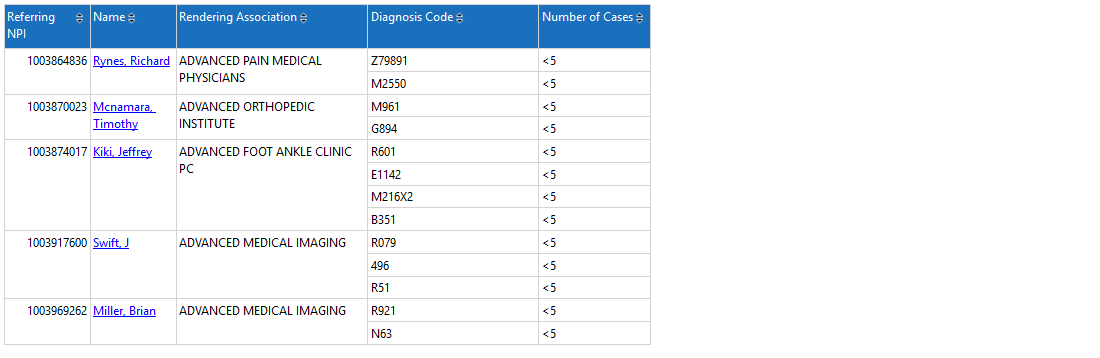 Referring NPI Name Rendering Association Diagnosis Code Number of Cases
1003864836 Rynes, Richard ADVANCED PAIN MEDICAL PHYSICIANS Z79891 <5
M2550 <5
1003870023 Mcnamara, Timothy ADVANCED ORTHOPEDIC INSTITUTE M961 <5
G894 <5
1003874017 Kiki, Jeffrey ADVANCED FOOT ANKLE CLINIC PC R601 <5
E1142 <5
M216X2 <5
B351 <5
1003917600 Swift, J ADVANCED MEDICAL IMAGING R079 <5
496 <5
R51 <5
1003969262 Miller, Brian ADVANCED MEDICAL IMAGING R921 <5
N63 <5